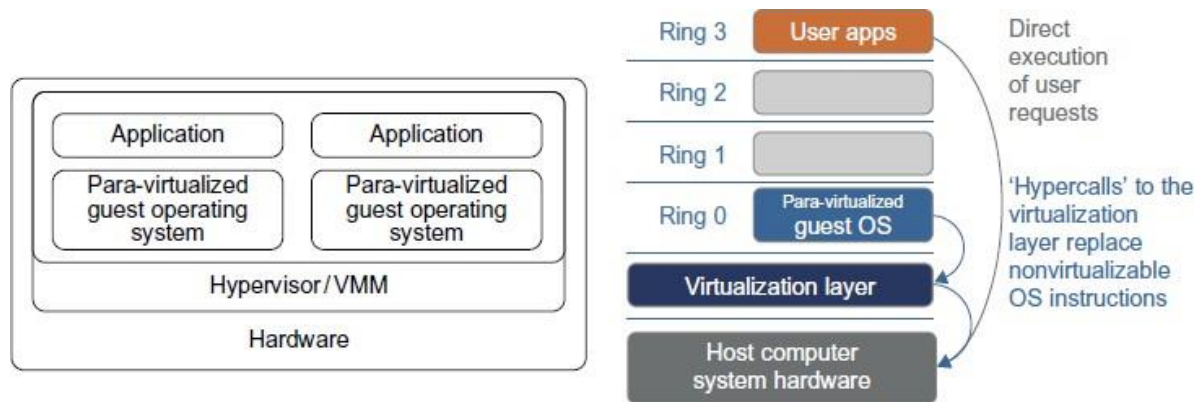 Application
Application
Para-virtualized
guest operating
system
Para-virtualized
guest operating
system
Hypervisor/VMM
Hardware
Ring 3
User apps
Ring 2
Ring 1
Ring 0
Para-virtualized
guest OS
Virtualization layer
Host computer
system hardware
Direct
execution
of user
requests
'Hypercalls' to the
virtualization
layer replace
nonvirtualizable
OS instructions